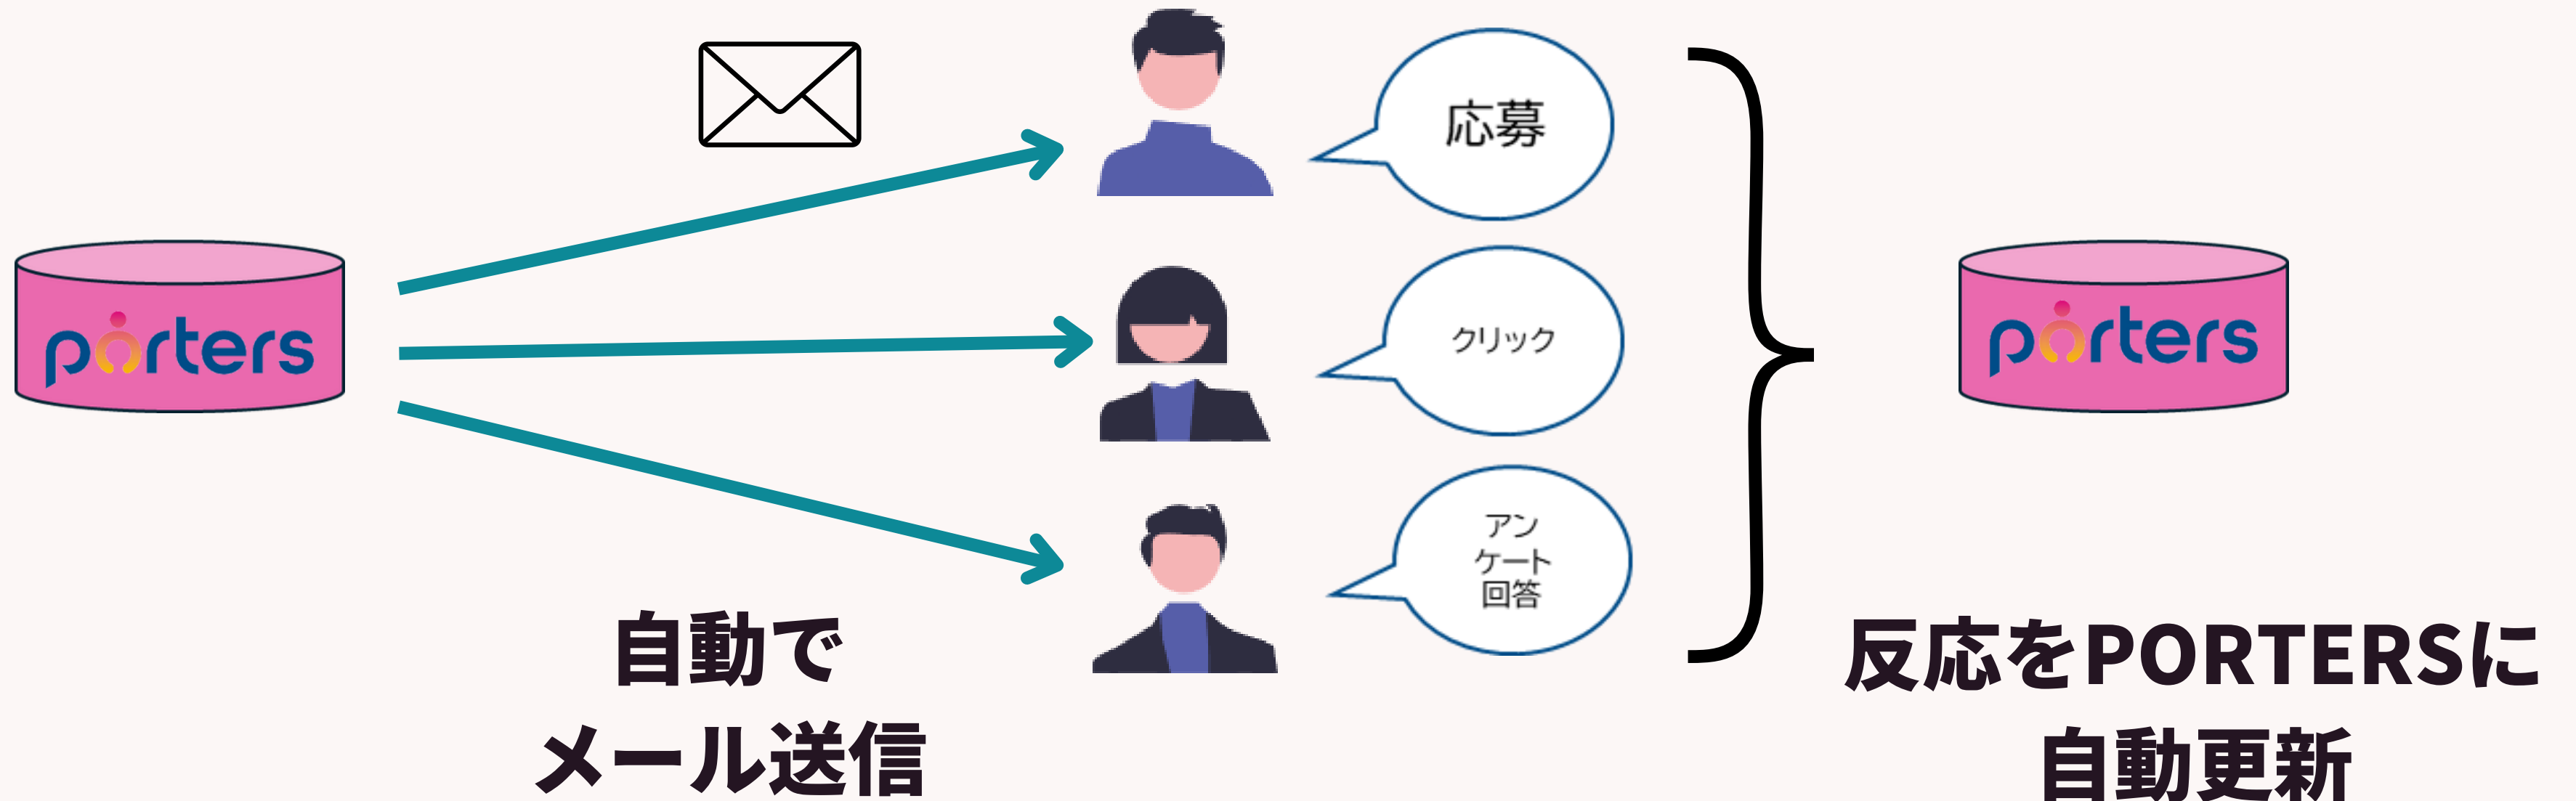 porters
応募
クリック
アン
ケート
回答
porters
自動で
メール送信
反応をPORTERSに
自動更新